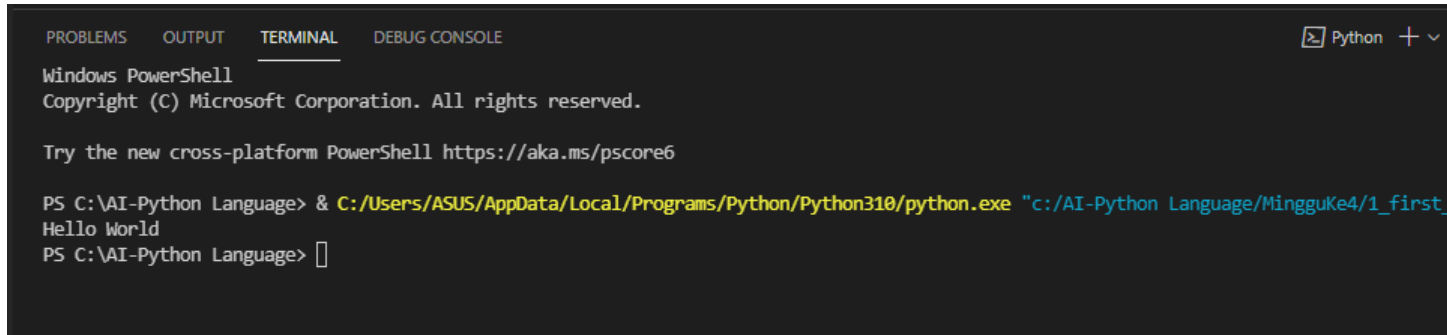 PROBLEMS OUTPUT TERMINAL DEBUG CONSOLE Python
Windows PowerShell
Copyright (C) Microsoft Corporation. All rights reserved.
Try the new cross-platform PowerShell https://aka.ms/pscore6
PS C:\AI-Python Language> & C:/Users/ASUS/AppData/Local/Programs/Python/Python310/python.exe "c:/AI-Python Language/MingguKe4/1_first_
Hello World
PS C:\AI-Python Language>